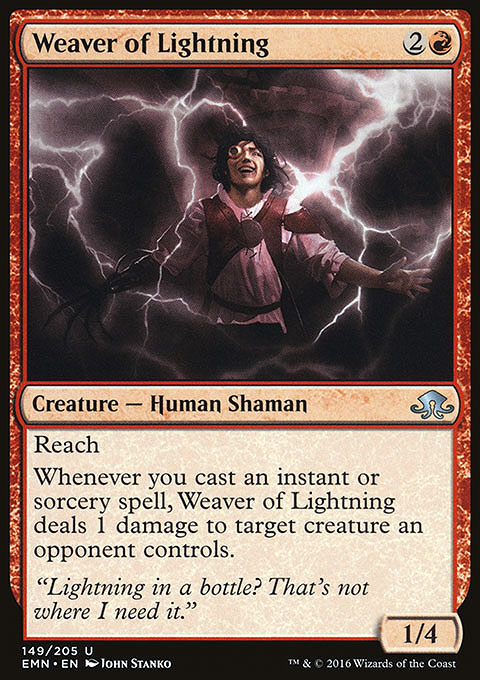 Weaver of Lightning 2
Creature — Human Shaman
Reach
Whenever you cast an instant or
sorcery spell, Weaver of Lightning
deals 1 damage to target creature an
opponent controls.
“Lightning in a bottle? That’s not
where I need it.”
1/4
149/205 U
EMN • EN John Stanko
™ & © 2016 Wizards of the Coast